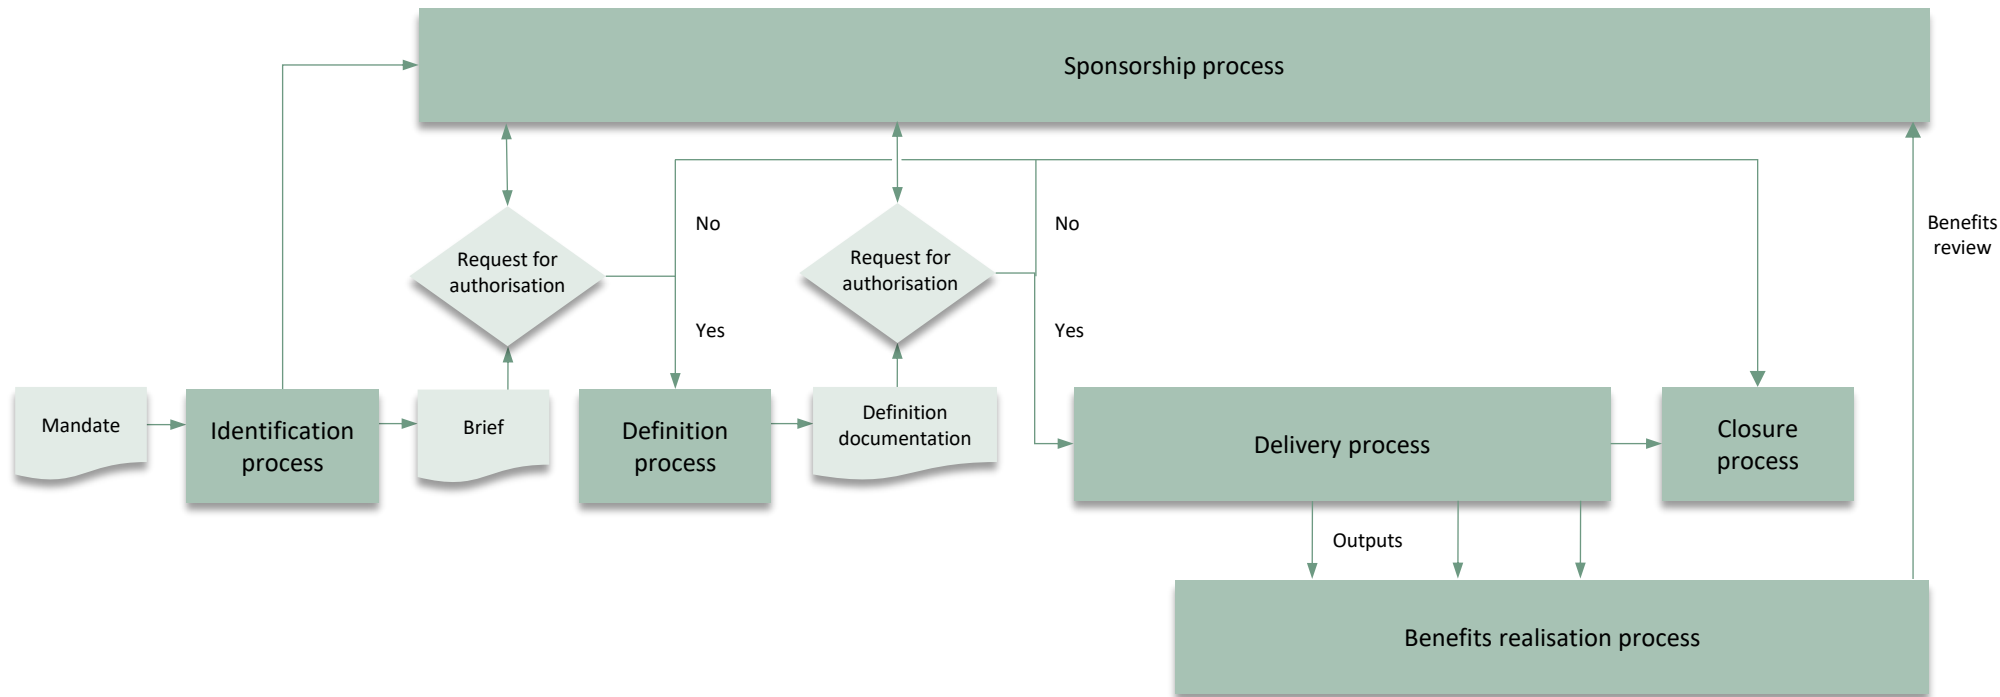 Sponsorship process
No
No
Benefits
review
Request for
authorisation
Request for
authorisation
Yes
Yes
Mandate
Identification
process
Brief
Definition
process
Definition
documentation
Delivery process
Closure
process
Outputs
Benefits realisation process